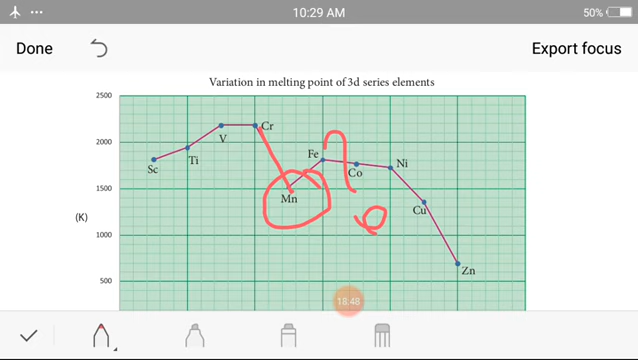 10:29 AM
50%
Done
Export focus
Variation in melting point of 3d series elements
2500
2000
1500
1000
500
(K)
Sc
Ti
V
Cr
Mn
Fe
Co
Ni
Cu
Zn
18:48